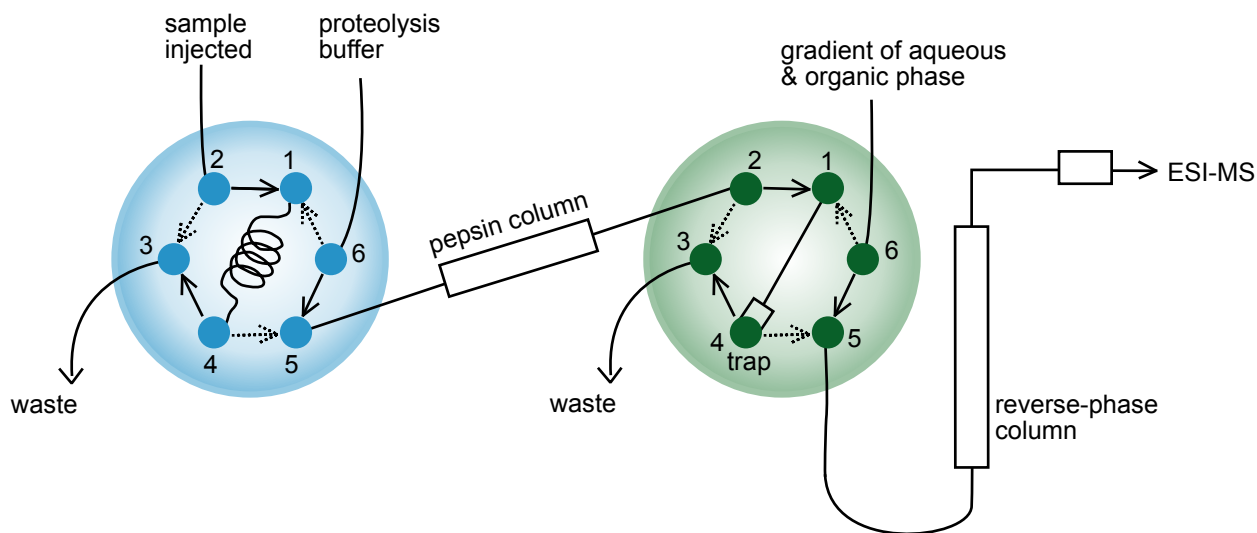 sample
injected
proteolysis
buffer
gradient of aqueous
& organic phase
2
1
3
6
4
5
waste
pepsin column
2
1
3
6
4
5
trap
waste
reverse-phase
column
ESI-MS